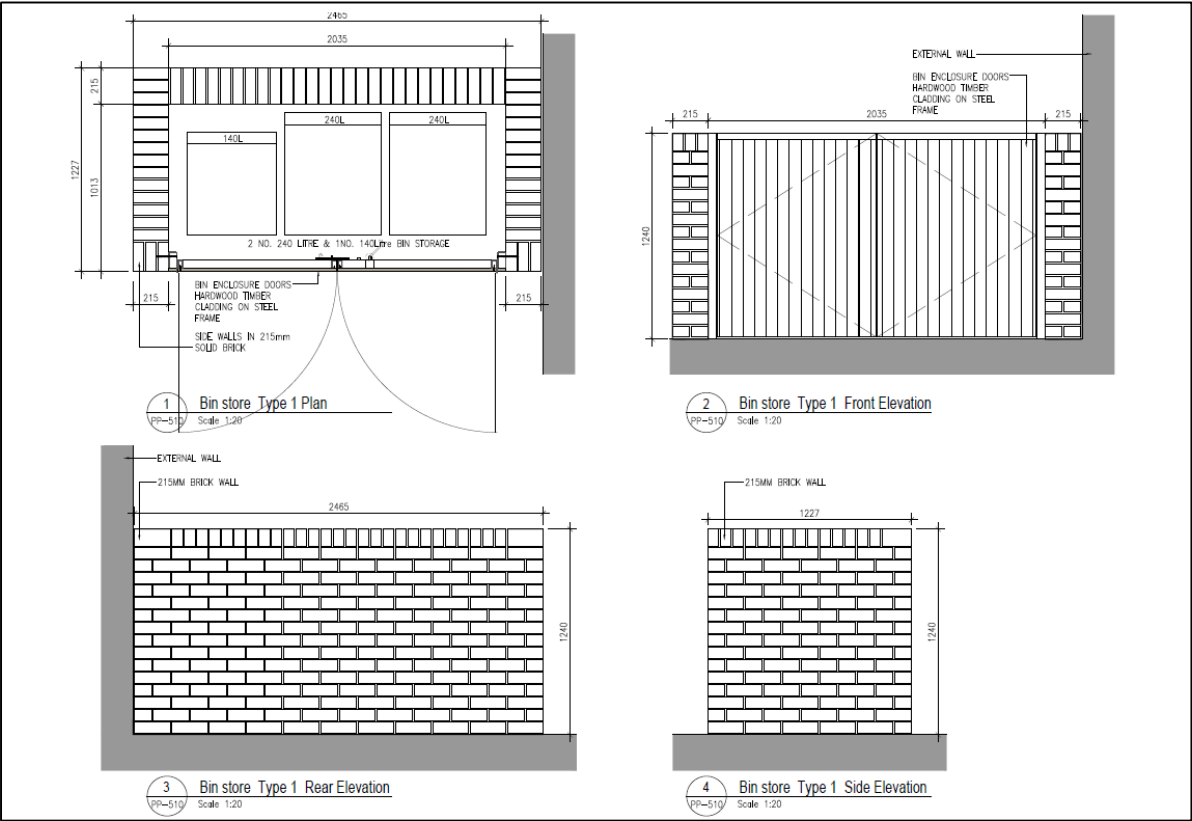 2465
2035
215
1227
1013
140L
240L
240L
2 NO. 240 LITRE & 1NO. 140Litre BIN STORAGE
BIN ENCLOSURE DOORS
HARDWOOD TIMBER
CLADDING ON STEEL
FRAME
215
215
SIDE WALLS IN 215mm
SOLID BRICK
1
PP-510
Bin store Type 1 Plan
Scale 1:20
EXTERNAL WALL
BIN ENCLOSURE DOORS
HARDWOOD TIMBER
CLADDING ON STEEL
FRAME
215
2035
215
1240
2
PP-510
Bin store Type 1 Front Elevation
Scale 1:20
EXTERNAL WALL
215MM BRICK WALL
2465
1240
3
PP-510
Bin store Type 1 Rear Elevation
Scale 1:20
215MM BRICK WALL
1227
1240
4
PP-510
Bin store Type 1 Side Elevation
Scale 1:20